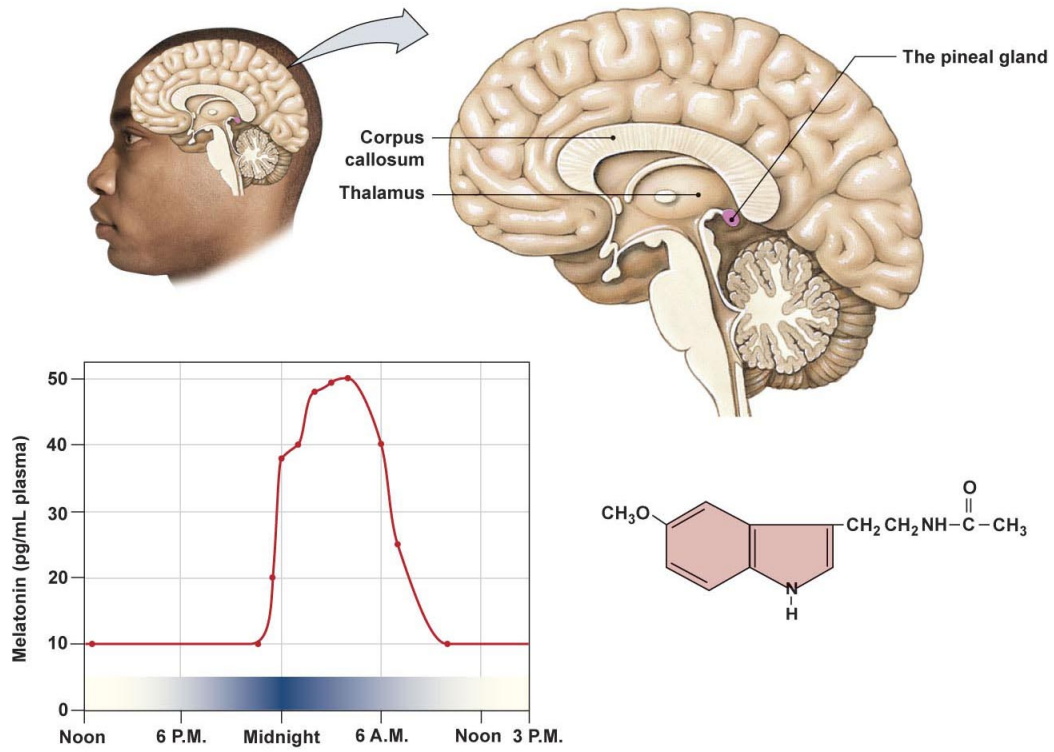 The pineal gland
Corpus
callosum
Thalamus
Melatonin (pg/mL plasma)
50
40
30
20
10
0
Noon 6 P.M. Midnight 6 A.M. Noon 3 P.M.
O
CH₃O
CH₂CH₂NH–C–CH₃
N
H